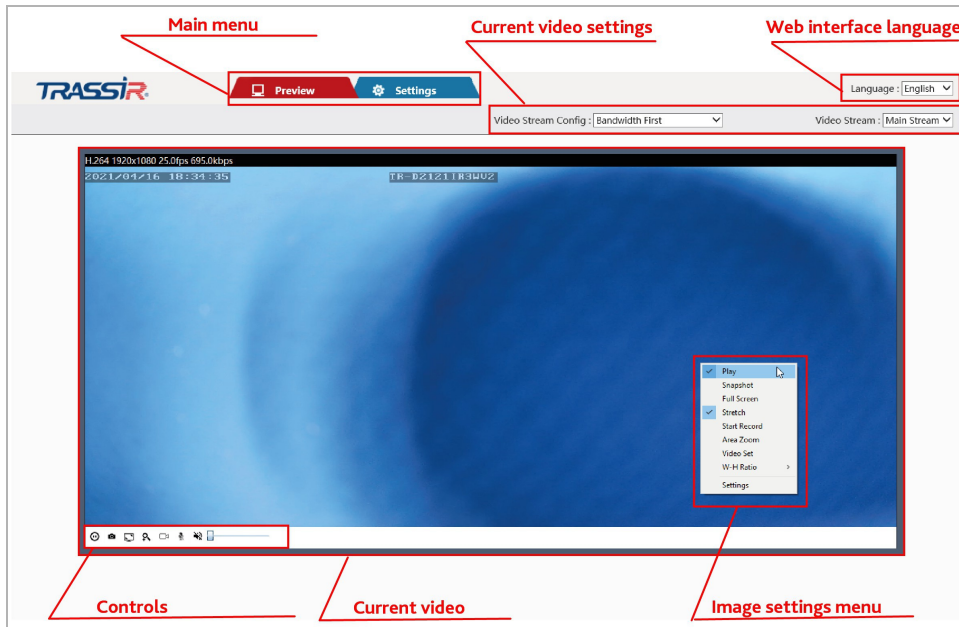 Main menu
Current video settings
Web interface language
TRASSIR
Preview
Settings
Language : English
Video Stream Config : Bandwidth First
Video Stream : Main Stream
H.264 1920x1080 25.0fps 695.0kbps
2021/04/16 18:34:35
TR-D2121IR3WV2
Play
Snapshot
Full Screen
Stretch
Start Record
Area Zoom
Video Set
W-H Ratio
Settings
Controls
Current video
Image settings menu